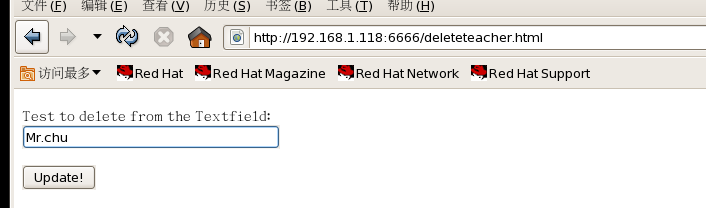 文件 (F) 编辑 (E) 查看 (V) 历史 (S) 书签 (B) 工具 (T) 帮助 (H)
http://192.168.1.118:6666/deleteteacher.html
访问最多 Red Hat Red Hat Magazine Red Hat Network Red Hat Support
Test to delete from the Textfield:
Mr.chu
Update!